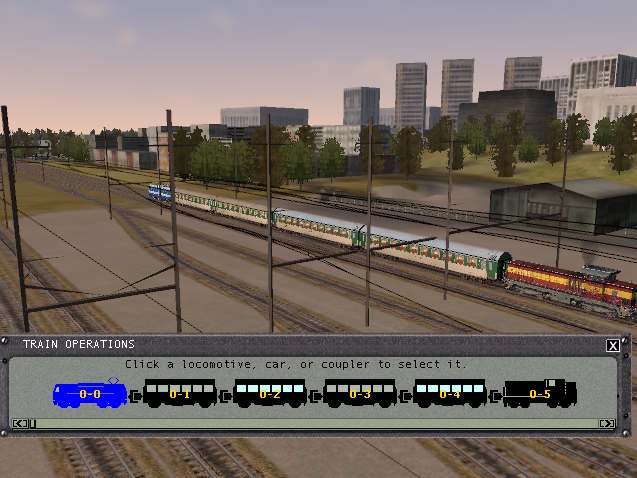 TRAIN OPERATIONS
X
Click a locomotive, car, or coupler to select it.
0-0 0-1 0-2 0-3 0-4 0-5